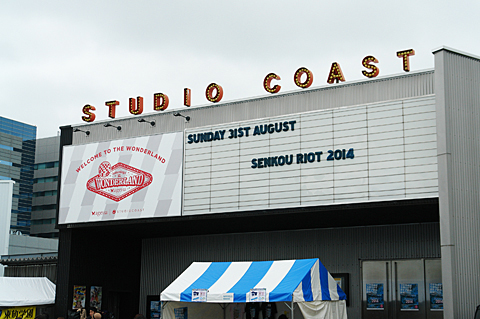 STUDIO COAST
SUNDAY 31ST AUGUST
SENKOU RIOT 2014
WELCOME TO THE WONDERLAND
WONDERLAND